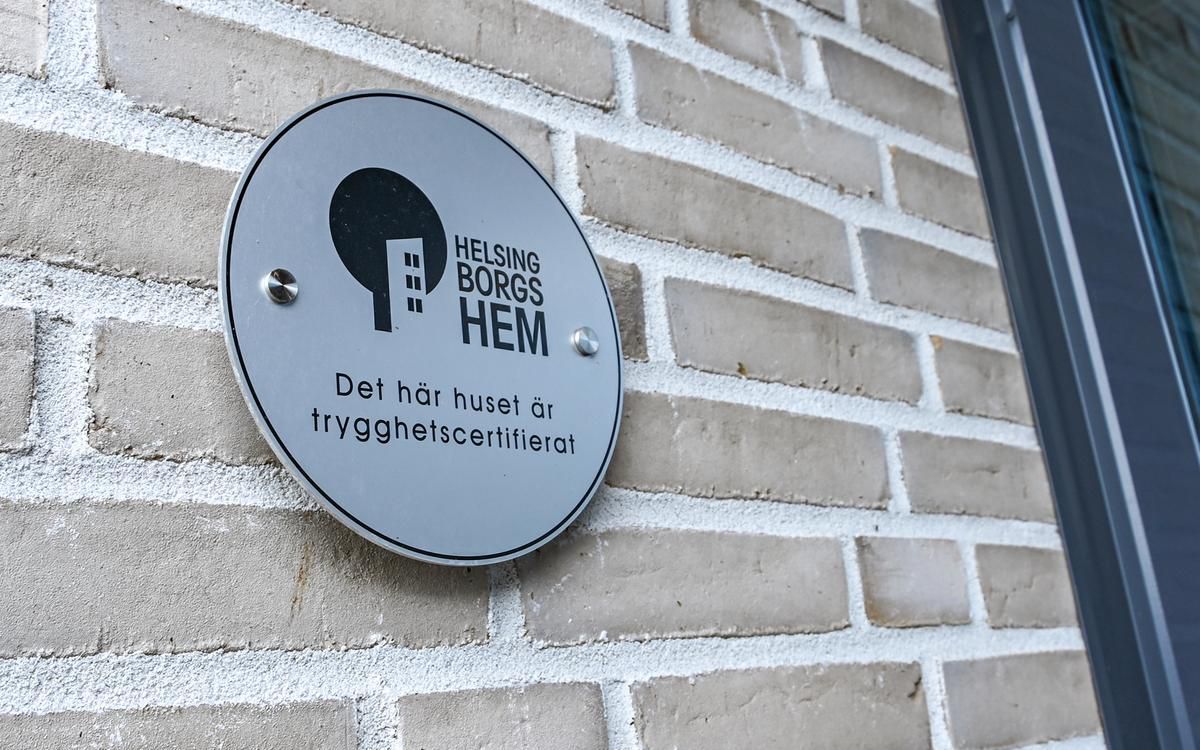 HELSING
BORGS
HEM
Det här huset är
trygghetscertifierat